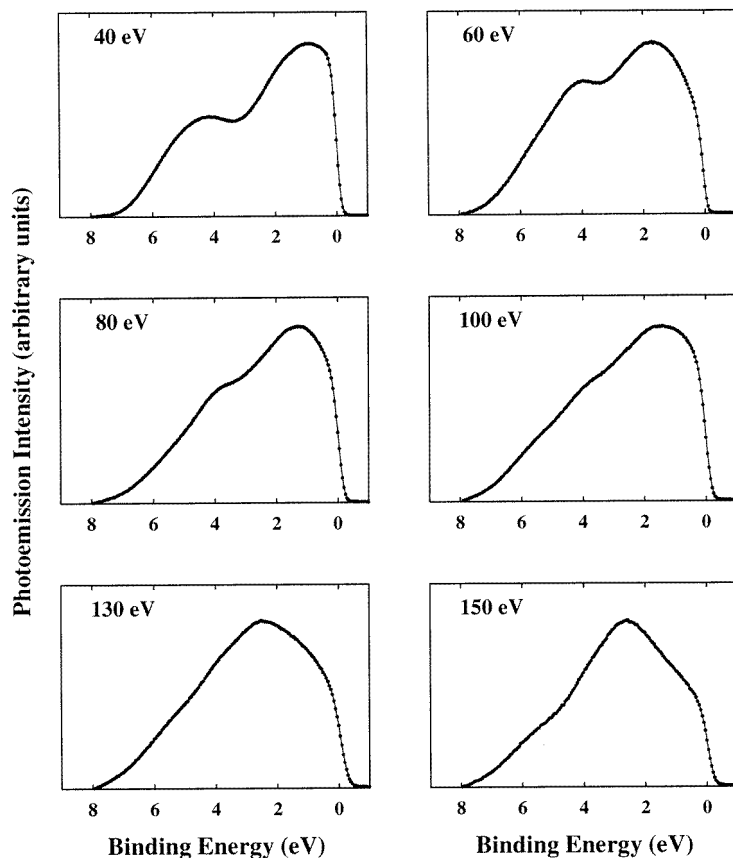 40 eV
60 eV
8 6 4 2 0
8 6 4 2 0
80 eV
100 eV
8 6 4 2 0
8 6 4 2 0
130 eV
150 eV
8 6 4 2 0
8 6 4 2 0
Photoemission Intensity (arbitrary units)
Binding Energy (eV)
Binding Energy (eV)